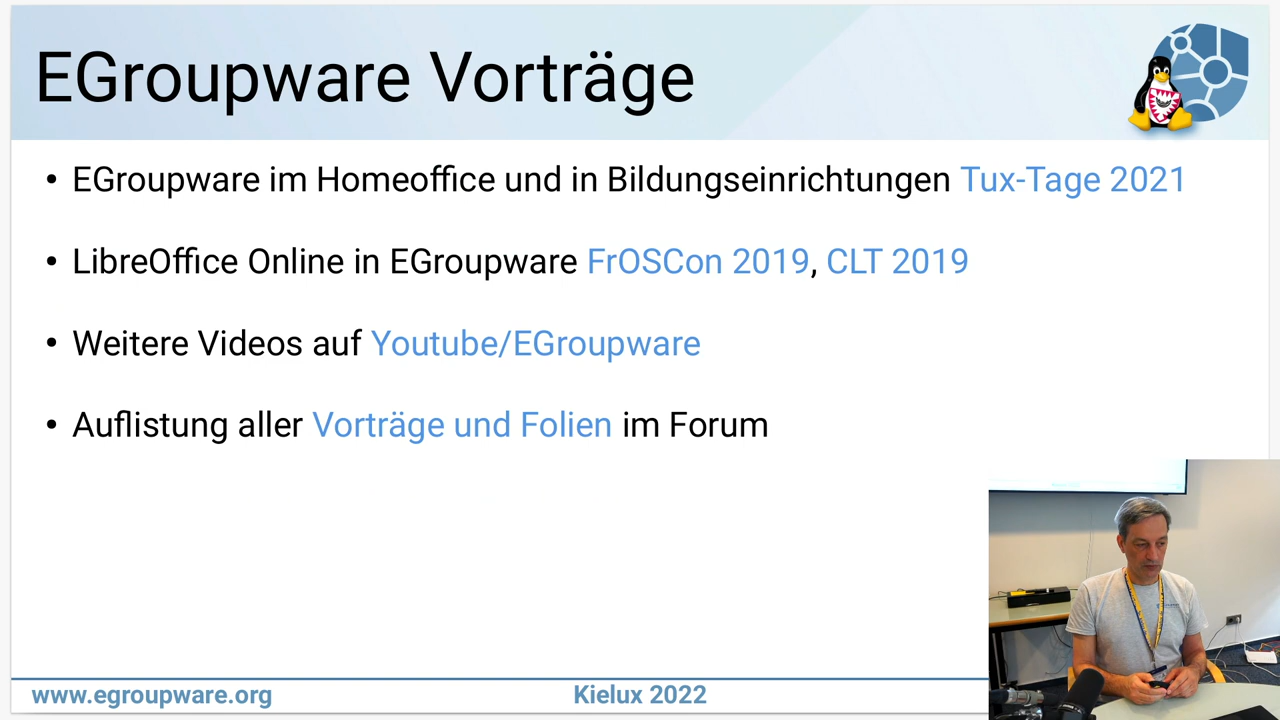 EGroupware Vorträge
• EGroupware im Homeoffice und in Bildungseinrichtungen Tux-Tage 2021
• LibreOffice Online in EGroupware FrOSCon 2019, CLT 2019
• Weitere Videos auf Youtube/EGroupware
• Auflistung aller Vorträge und Folien im Forum
www.egroupware.org
Kielux 2022